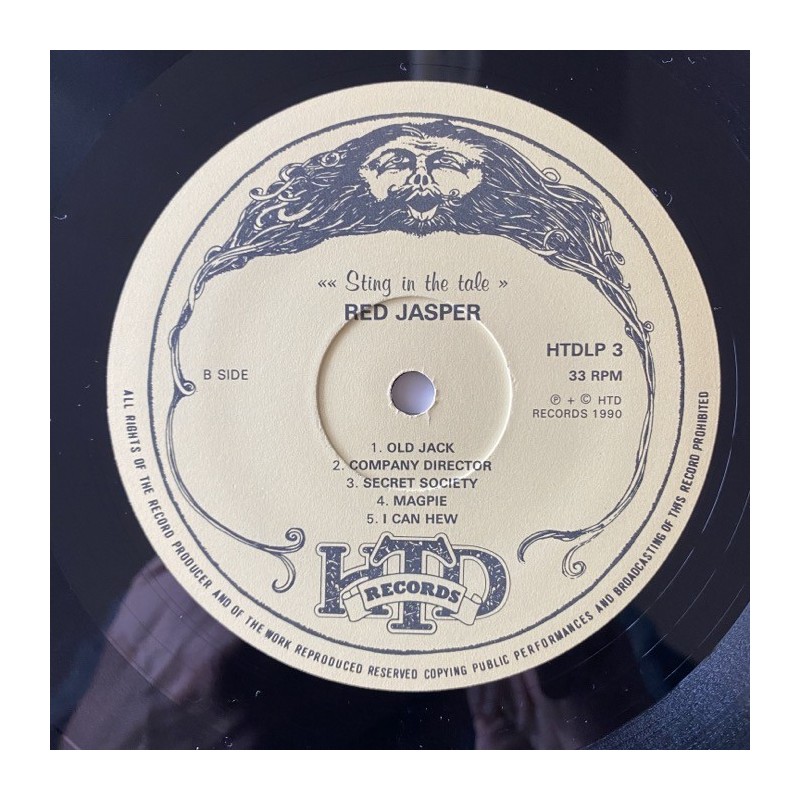 «« Sting in the tale »
RED JASPER
HTDLP 3
B SIDE
33 RPM
℗ + © HTD
RECORDS 1990
1. OLD JACK
2. COMPANY DIRECTOR
3. SECRET SOCIETY
4. MAGPIE
5. I CAN HEW
HTD
RECORDS
ALL RIGHTS OF THE RECORD PRODUCER AND OF THE WORK REPRODUCED RESERVED COPYING PUBLIC PERFORMANCES AND BROADCASTING OF THIS RECORD PROHIBITED